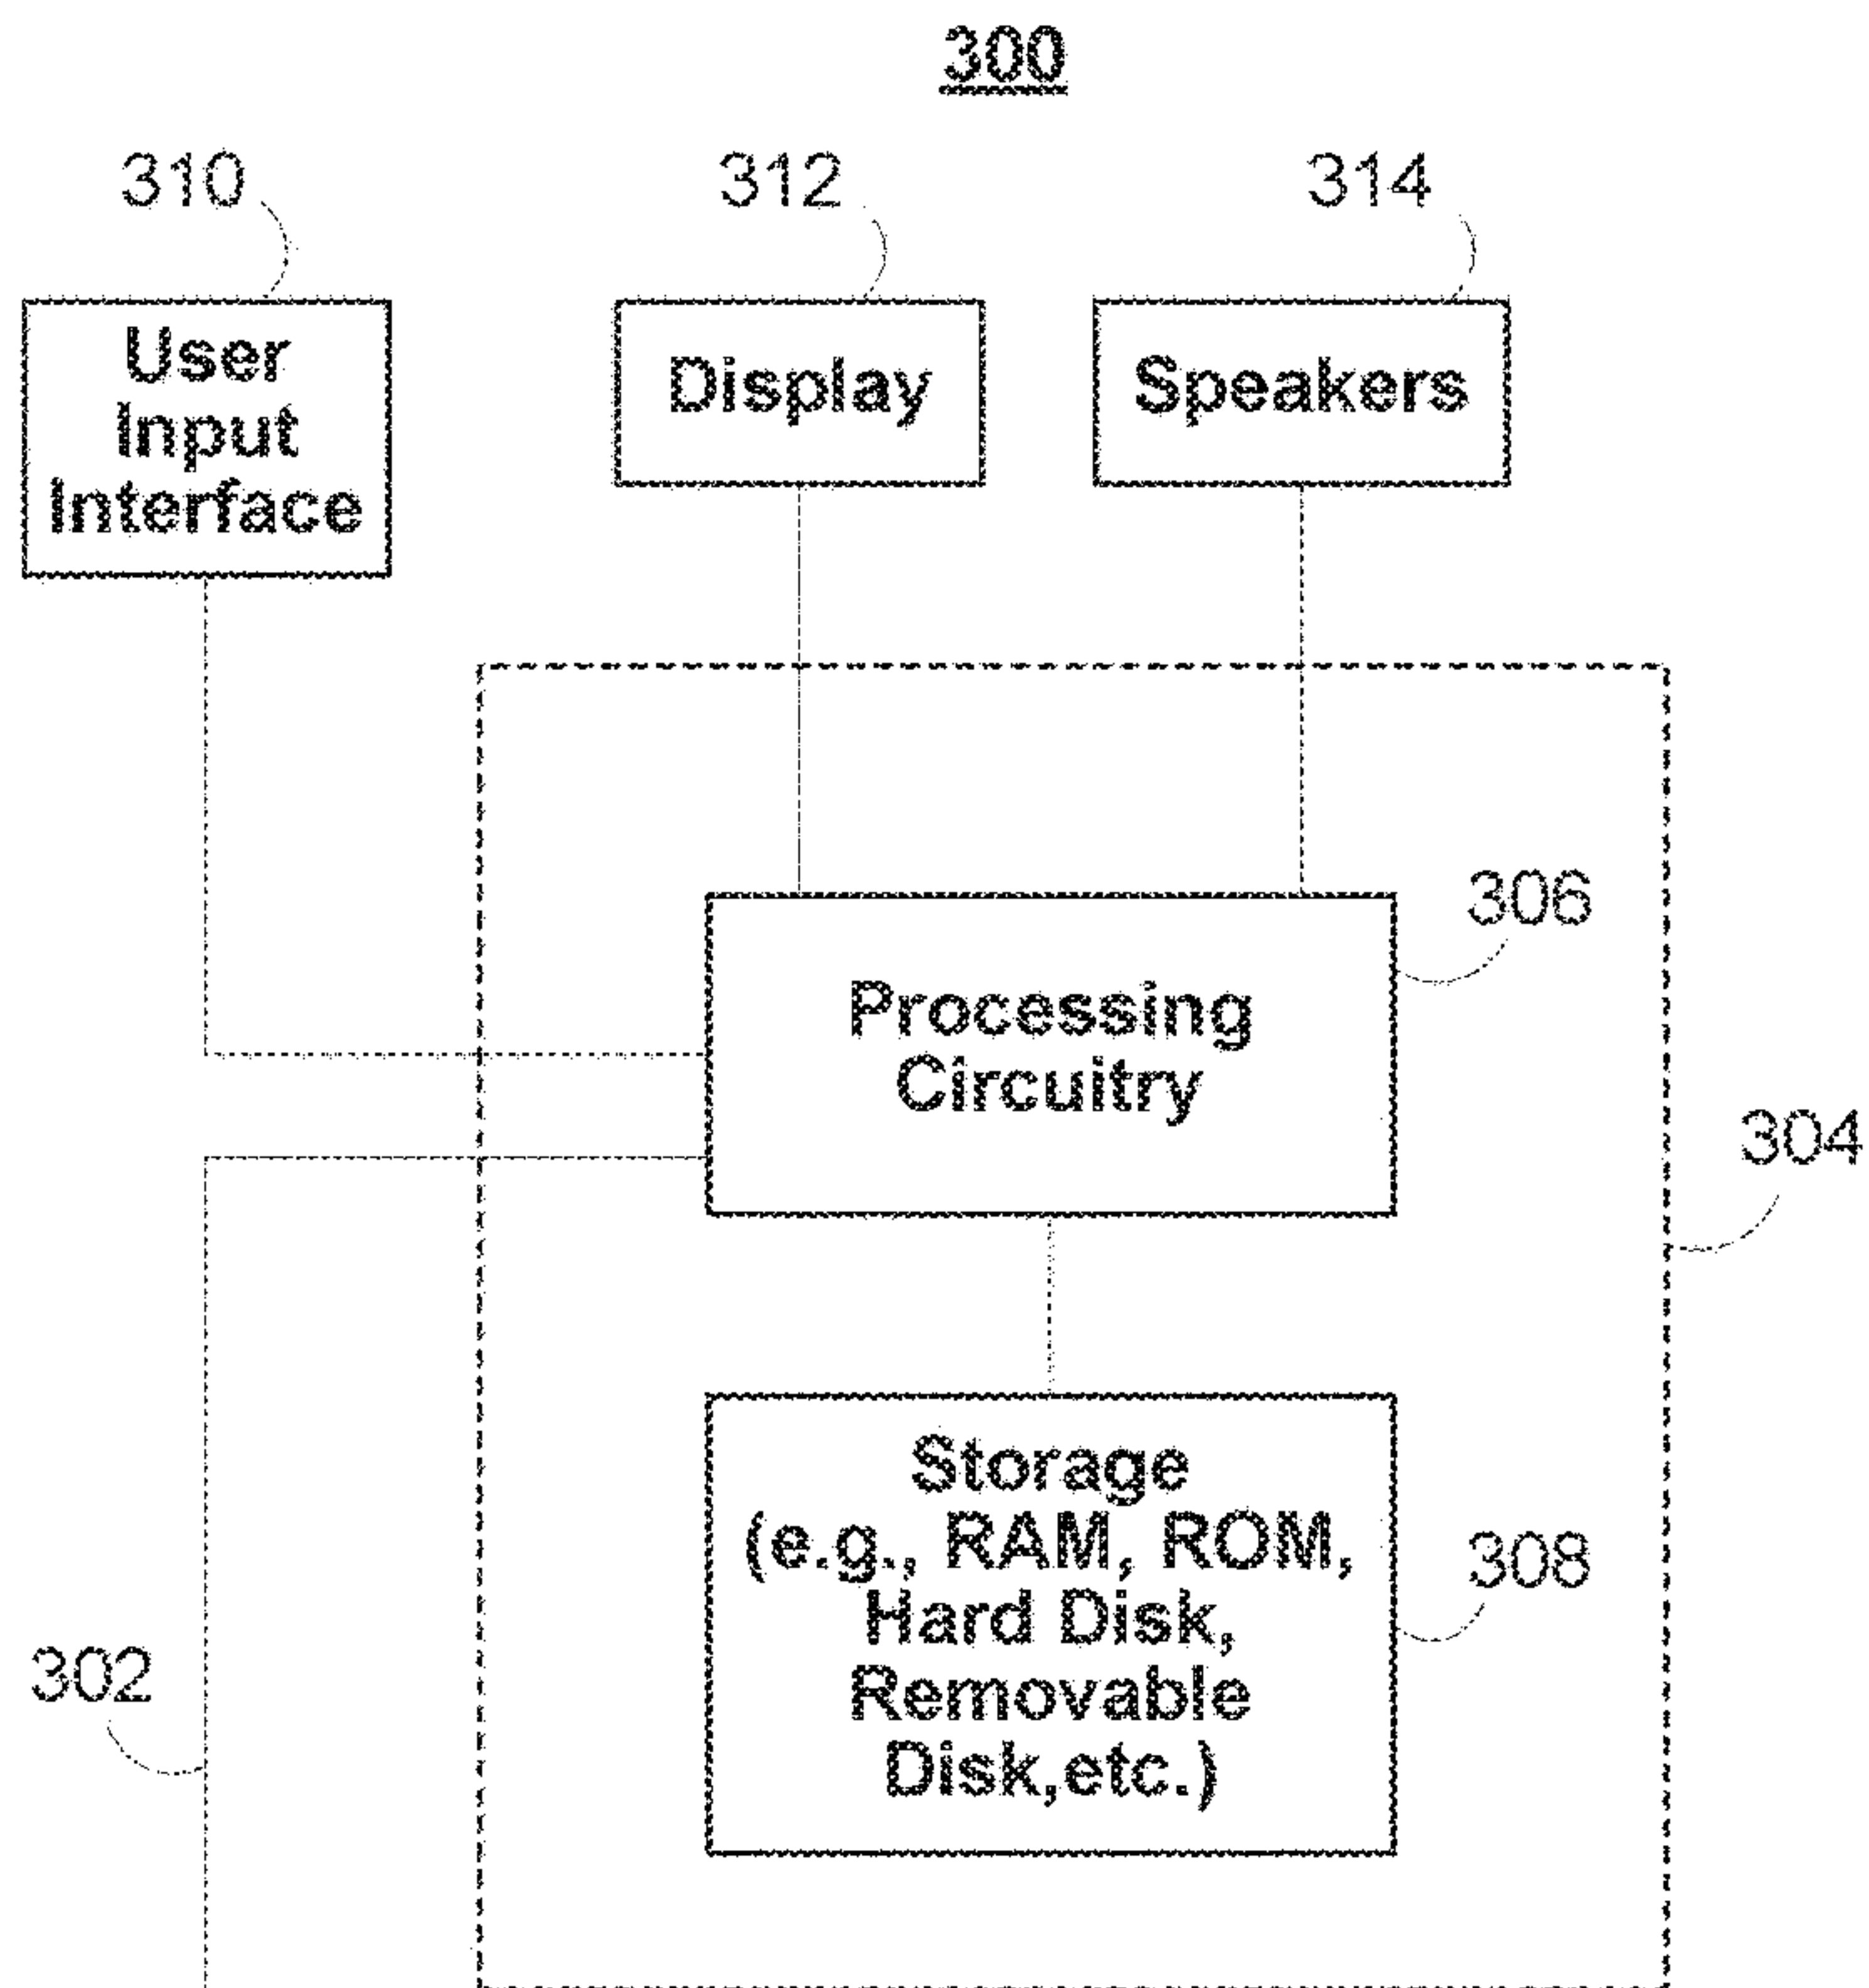 300
310
312
314
User
Input
Interface
Display
Speakers
306
Processing
Circuitry
304
Storage
(e.g., RAM, ROM,
Hard Disk,
Removable
Disk,etc.)
308
302